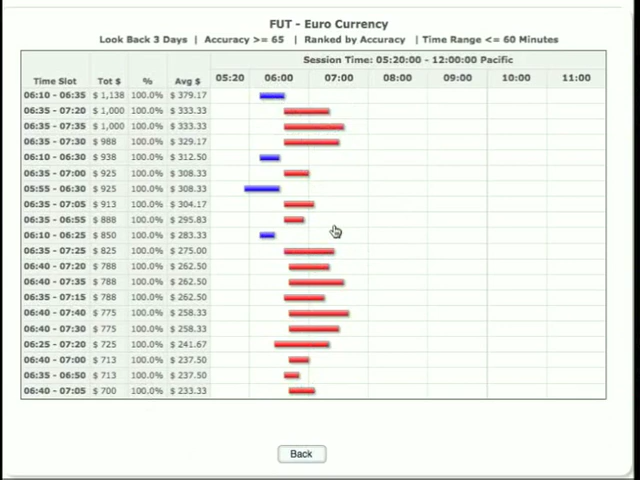 FUT - Euro Currency
Look Back 3 Days | Accuracy >= 65 | Ranked by Accuracy | Time Range <= 60 Minutes
Session Time: 05:20:00 - 12:00:00 Pacific
Time Slot Tot $ % Avg $ 05:20 06:00 07:00 08:00 09:00 10:00 11:00
06:10 - 06:35 $ 1,138 100.0% $ 379.17
06:35 - 07:20 $ 1,000 100.0% $ 333.33
06:35 - 07:35 $ 1,000 100.0% $ 333.33
06:35 - 07:30 $ 988 100.0% $ 329.17
06:10 - 06:30 $ 938 100.0% $ 312.50
06:35 - 07:00 $ 925 100.0% $ 308.33
05:55 - 06:30 $ 925 100.0% $ 308.33
06:35 - 07:05 $ 913 100.0% $ 304.17
06:35 - 06:55 $ 888 100.0% $ 295.83
06:10 - 06:25 $ 850 100.0% $ 283.33
06:35 - 07:25 $ 825 100.0% $ 275.00
06:40 - 07:20 $ 788 100.0% $ 262.50
06:40 - 07:35 $ 788 100.0% $ 262.50
06:35 - 07:15 $ 788 100.0% $ 262.50
06:40 - 07:40 $ 775 100.0% $ 258.33
06:40 - 07:30 $ 775 100.0% $ 258.33
06:25 - 07:20 $ 725 100.0% $ 241.67
06:40 - 07:00 $ 713 100.0% $ 237.50
06:35 - 06:50 $ 713 100.0% $ 237.50
06:40 - 07:05 $ 700 100.0% $ 233.33
Back